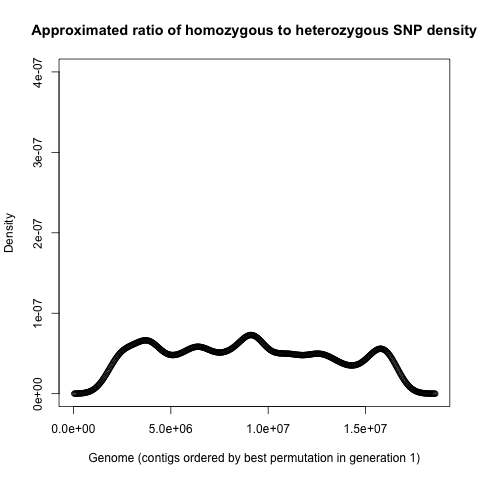 Approximated ratio of homozygous to heterozygous SNP density
4e-07
3e-07
2e-07
1e-07
0e+00
Density
0.0e+00 5.0e+06 1.0e+07 1.5e+07
Genome (contigs ordered by best permutation in generation 1)